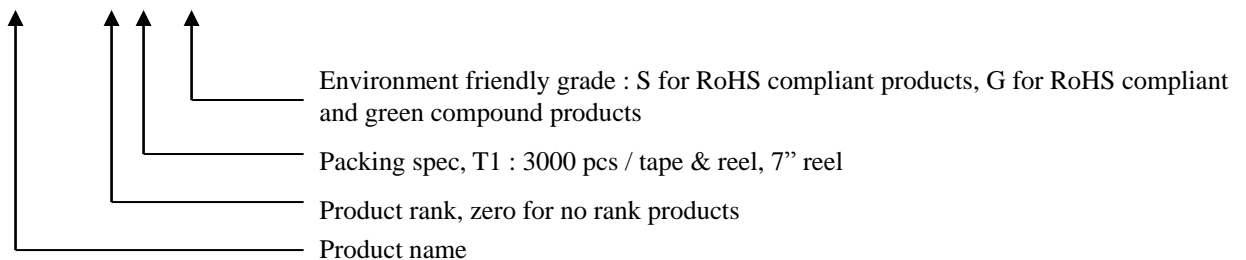 Environment friendly grade : S for RoHS compliant products, G for RoHS compliant
and green compound products
Packing spec, T1 : 3000 pcs / tape & reel, 7” reel
Product rank, zero for no rank products
Product name